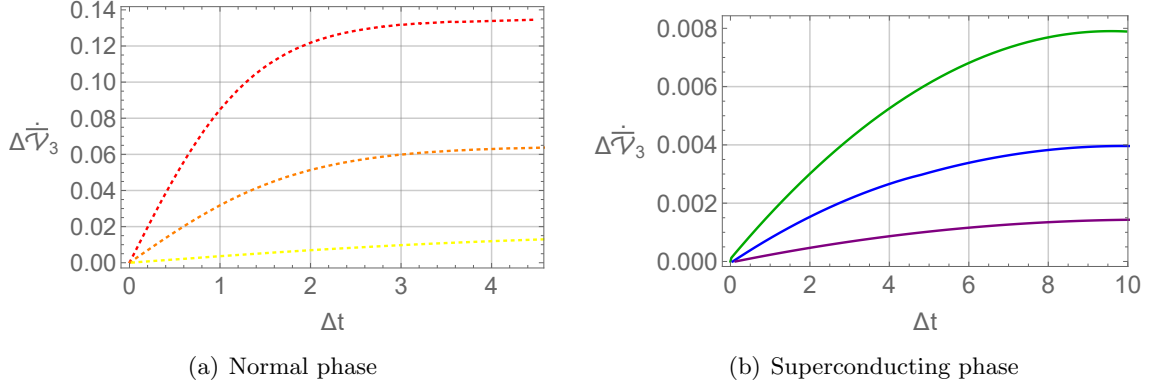 0.14
0.12
0.10
0.08
0.06
0.04
0.02
0.00
Δ𝒱̇̅₃
0 1 2 3 4
Δt
(a) Normal phase
0.008
0.006
0.004
0.002
0.000
Δ𝒱̇̅₃
0 2 4 6 8 10
Δt
(b) Superconducting phase